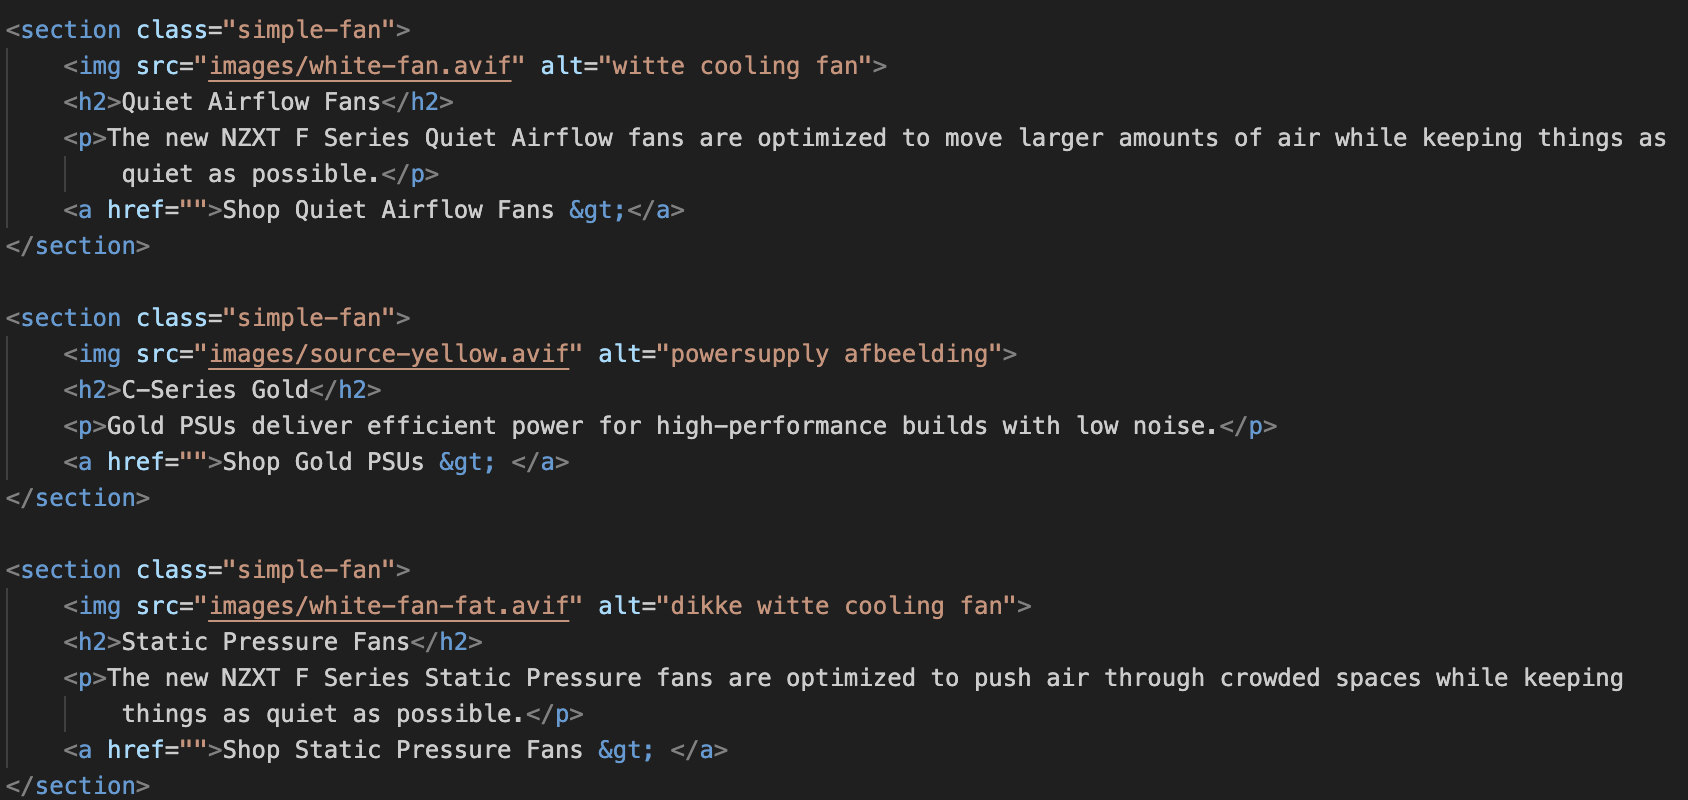 <section class="simple-fan">
    <img src="images/white-fan.avif" alt="witte cooling fan">
    <h2>Quiet Airflow Fans</h2>
    <p>The new NZXT F Series Quiet Airflow fans are optimized to move larger amounts of air while keeping things as
        quiet as possible.</p>
    <a href="">Shop Quiet Airflow Fans &gt;</a>
</section>

<section class="simple-fan">
    <img src="images/source-yellow.avif" alt="powersupply afbeelding">
    <h2>C-Series Gold</h2>
    <p>Gold PSUs deliver efficient power for high-performance builds with low noise.</p>
    <a href="">Shop Gold PSUs &gt; </a>
</section>

<section class="simple-fan">
    <img src="images/white-fan-fat.avif" alt="dikke witte cooling fan">
    <h2>Static Pressure Fans</h2>
    <p>The new NZXT F Series Static Pressure fans are optimized to push air through crowded spaces while keeping
        things as quiet as possible.</p>
    <a href="">Shop Static Pressure Fans &gt; </a>
</section>